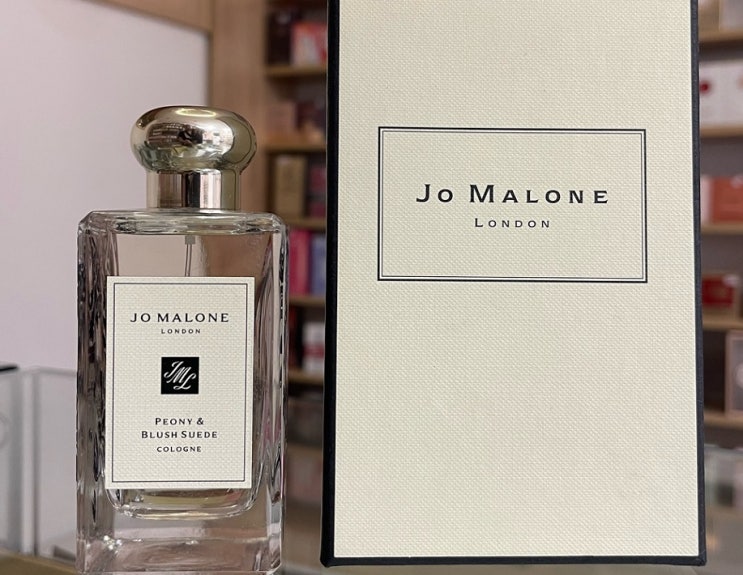 JO MALONE
LONDON
JML
PEONY &
BLUSH SUEDE
COLOGNE
JO MALONE
LONDON